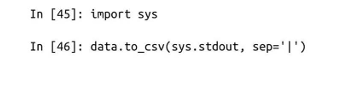 In [45]: import sys
In [46]: data.to_csv(sys.stdout, sep='|')